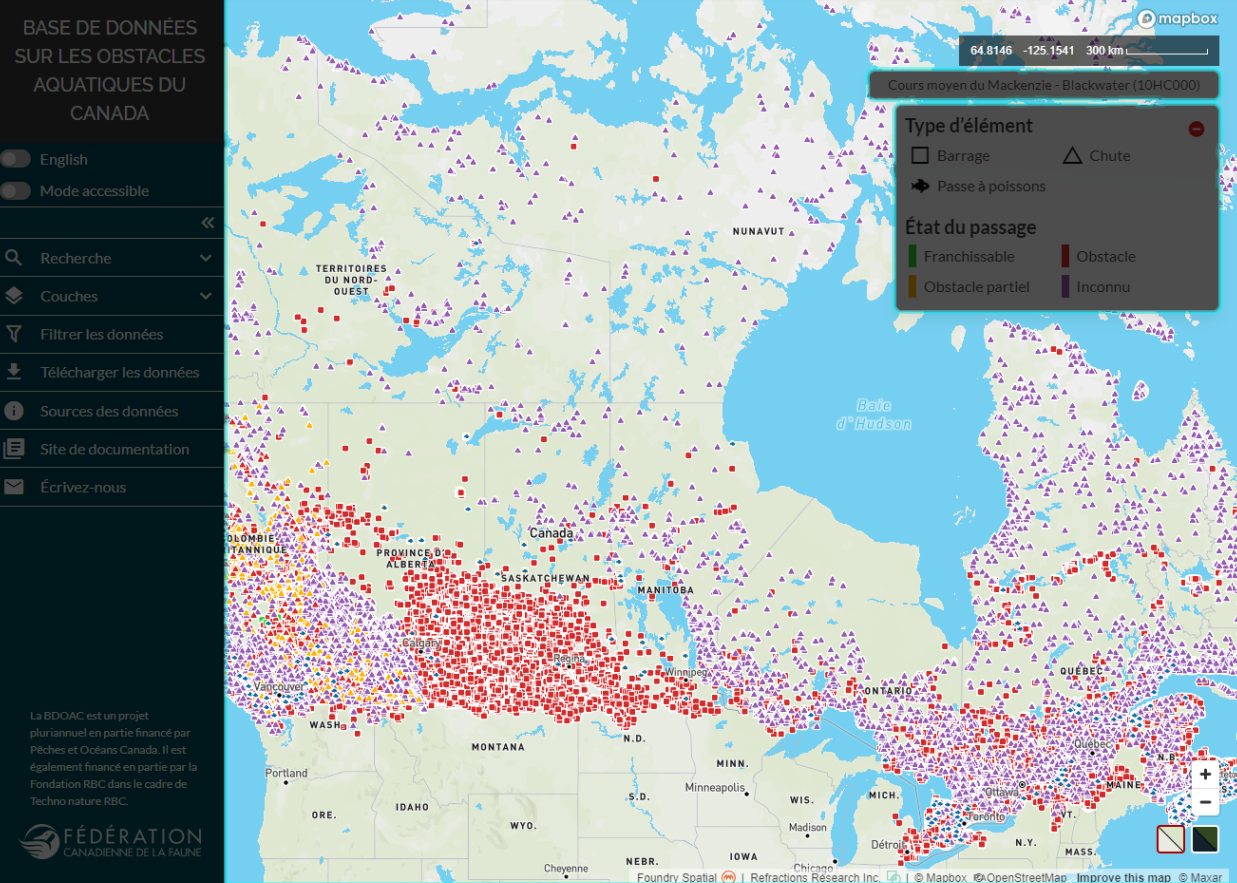 BASE DE DONNÉES
SUR LES OBSTACLES
AQUATIQUES DU
CANADA
English
Mode accessible
Recherche
Couches
Filtrer les données
Télécharger les données
Sources des données
Site de documentation
Écrivez-nous
La BDOAC est un projet
pluriannuel en partie financé par
Pêches et Océans Canada. Il est
également financé en partie par la
Fondation RBC dans le cadre de
Techno nature RBC.
FÉDÉRATION
CANADIENNE DE LA FAUNE
mapbox
64.8146 -125.1541 300 km
Cours moyen du Mackenzie - Blackwater (10HC000)
Type d'élément
Barrage
Chute
Passe à poissons
État du passage
Franchissable
Obstacle
Obstacle partiel
Inconnu
NUNAVUT
TERRITOIRES
DU NORD-
OUEST
Baie
d'Hudson
Canada
OLOMBIE
ITANNIQUE
PROVINCE D'
ALBERTA
SASKATCHEWAN
MANITOBA
Calgary
Regina
Winnipeg
Vancouver
ONTARIO
QUÉBEC
WASH.
N.D.
MONTANA
Québec
N.B.
MINN.
Portland
Minneapolis
S.D.
WIS.
MICH.
Ottawa
MAINE
VT.
Toronto
IDAHO
ORE.
WYO.
Madison
Détroit
N.Y.
MASS.
NEBR.
IOWA
Chicago
Cheyenne
+
−
Foundry Spatial | Refractions Research Inc. | © Mapbox © OpenStreetMap Improve this map © Maxar